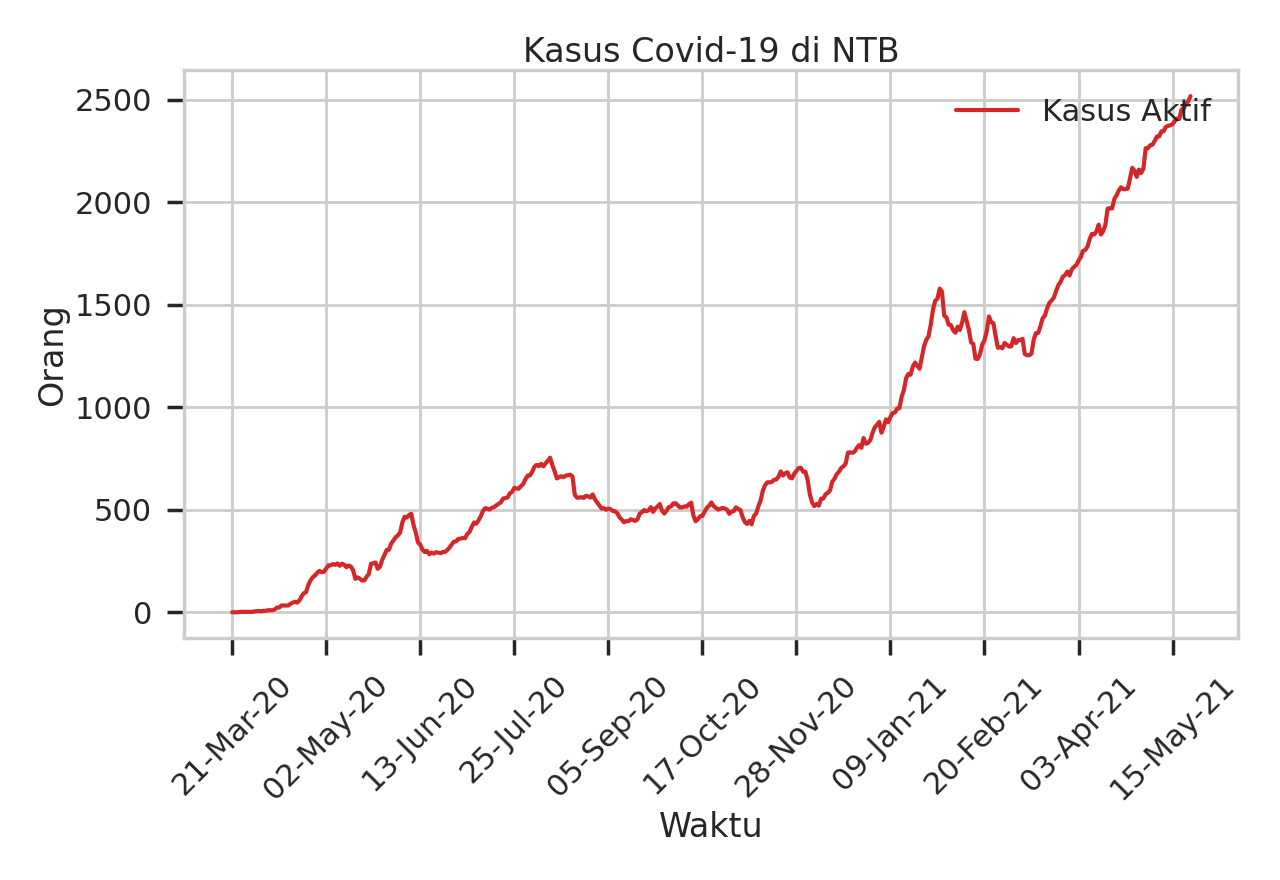 Kasus Covid-19 di NTB
Kasus Aktif
Orang
2500
2000
1500
1000
500
0
21-Mar-20
02-May-20
13-Jun-20
25-Jul-20
05-Sep-20
17-Oct-20
28-Nov-20
09-Jan-21
20-Feb-21
03-Apr-21
15-May-21
Waktu